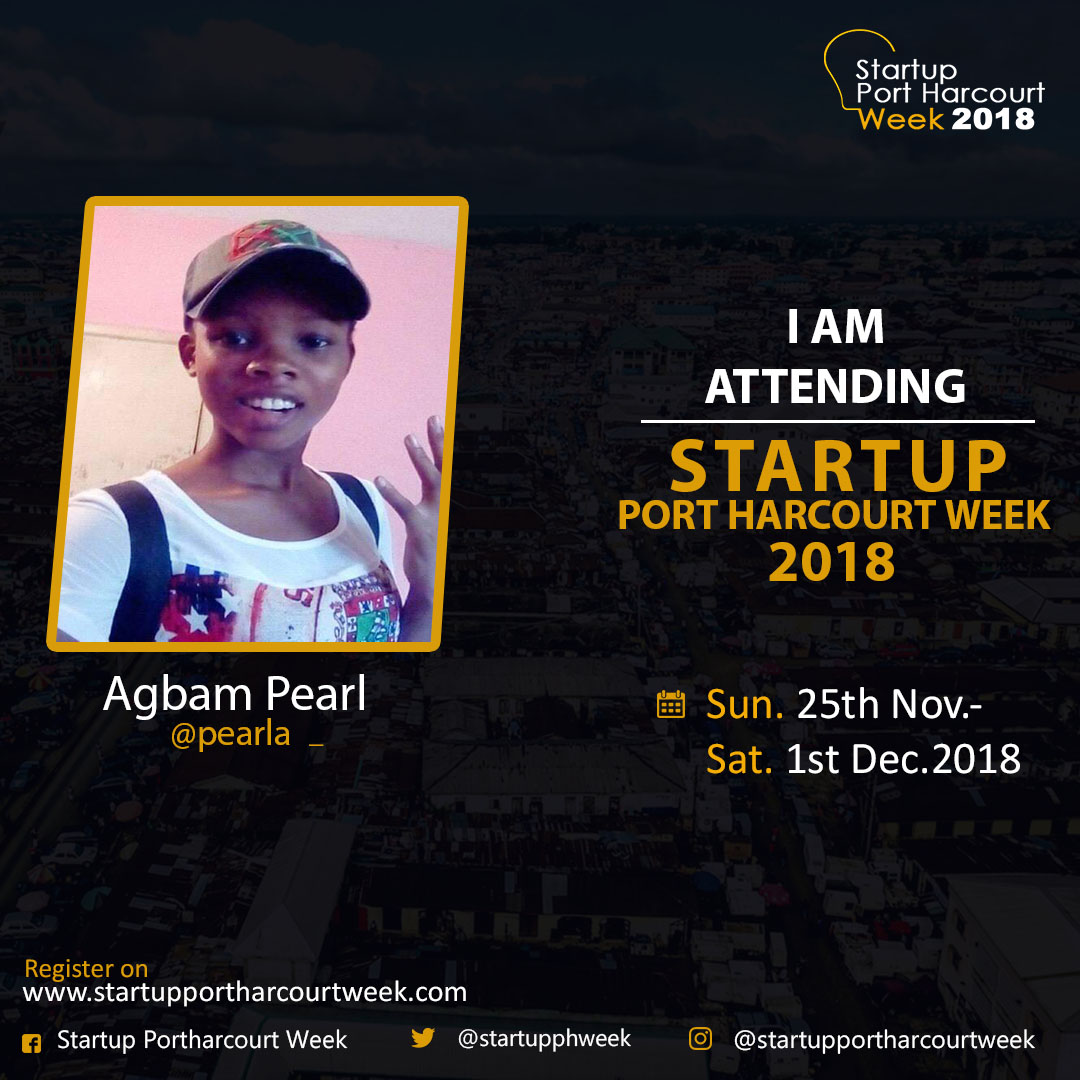 Startup
Port Harcourt
Week 2018
I AM
ATTENDING
STARTUP
PORT HARCOURT WEEK
2018
Agbam Pearl
@pearla _
Sun. 25th Nov.-
Sat. 1st Dec.2018
Register on
www.startupportharcourtweek.com
Startup Portharcourt Week
@startupphweek
@startupportharcourtweek